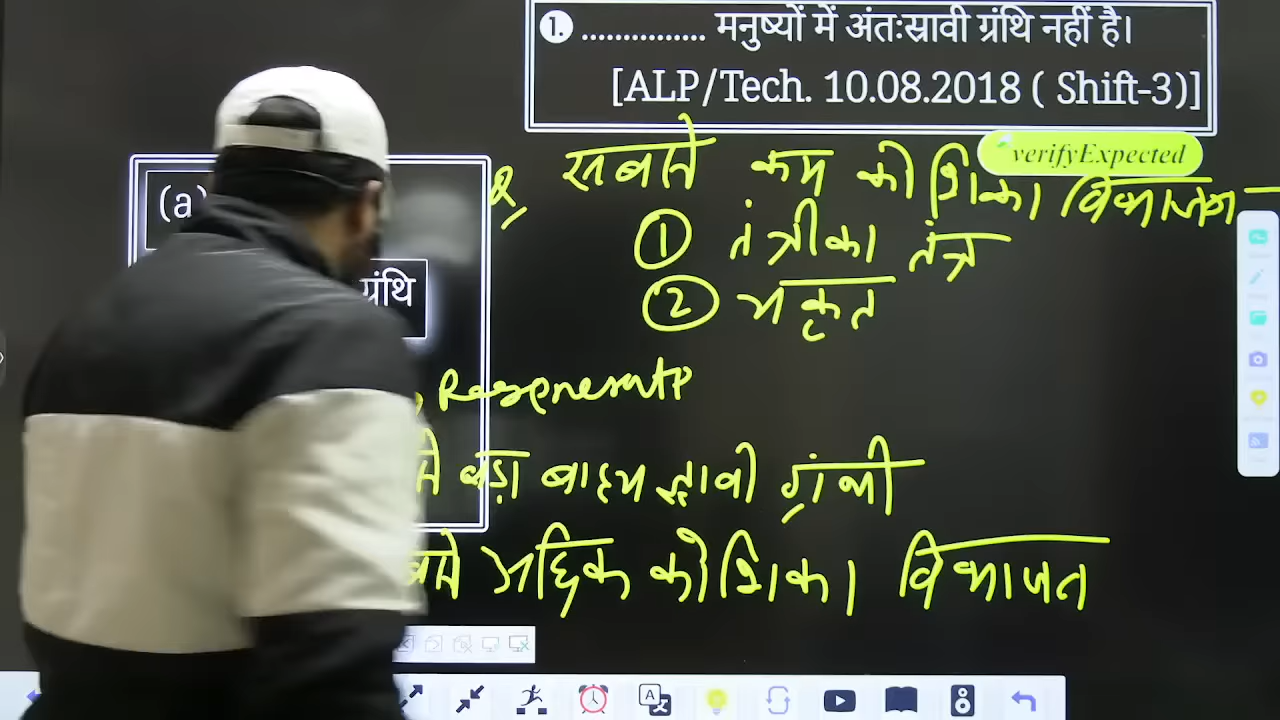 1. ............... मनुष्यों में अंतःस्रावी ग्रंथि नहीं है।
[ALP/Tech. 10.08.2018 ( Shift-3)]
verifyExpected
सबसे कम कोशिका विभाजन -
① तंत्रीका तंत्र
② यकृत
(a)
ग्रंथि
Regenerate
बड़ा बाह्य स्त्रावी ग्रंथी
अधिक कोशिका विभाजन